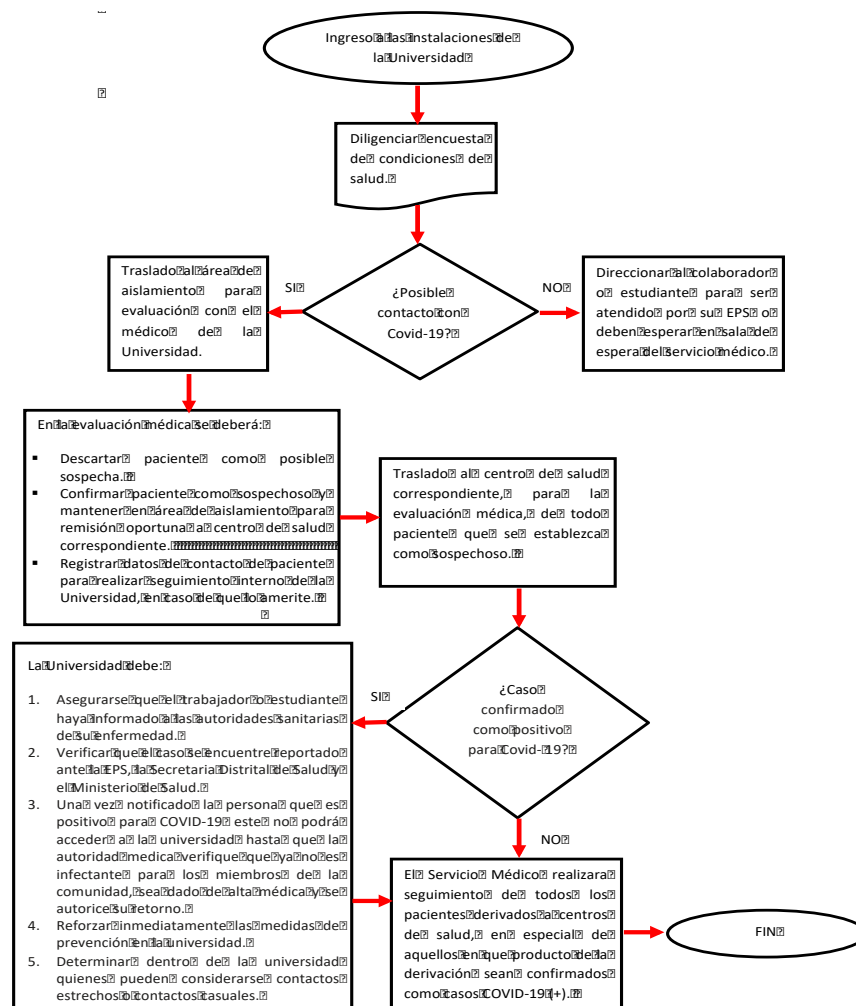 Ingreso a las instalaciones de
la Universidad
Diligenciar encuesta
de condiciones de
salud.
Traslado al área de
aislamiento para
evaluación con el
médico de la
Universidad.
SI
¿Posible
contacto con
Covid-19?
NO
Direccionar al colaborador
o estudiante para ser
atendido por su EPS o
deben esperar en sala de
espera del servicio médico.
En la evaluación médica se deberá:
▪ Descartar paciente como posible
sospecha.
▪ Confirmar paciente como sospechoso y
mantener en área de aislamiento para
remisión oportuna a centro de salud
correspondiente.
▪ Registrar datos de contacto de paciente
para realizar seguimiento interno de la
Universidad, en caso de que lo amerite.
Traslado al centro de salud
correspondiente, para la
evaluación médica, de todo
paciente que se establezca
como sospechoso.
¿Caso
confirmado
como positivo
para Covid-19?
SI
La Universidad debe:
1. Asegurarse que el trabajador o estudiante
haya informado a las autoridades sanitarias
de su enfermedad.
2. Verificar que el caso se encuentre reportado
ante la EPS, la Secretaria Distrital de Salud y
el Ministerio de Salud.
3. Una vez notificado la persona que es
positivo para COVID-19 este no podrá
acceder a la universidad hasta que la
autoridad medica verifique que ya no es
infectante para los miembros de la
comunidad, sea dado de alta médica y se
autorice su retorno.
4. Reforzar inmediatamente las medidas de
prevención en la universidad.
5. Determinar dentro de la universidad
quienes pueden considerarse contactos
estrechos o contactos casuales.
NO
El Servicio Médico realizara
seguimiento de todos los
pacientes derivados a centros
de salud, en especial de
aquellos en que producto de la
derivación sean confirmados
como casos COVID-19 (+).
FIN